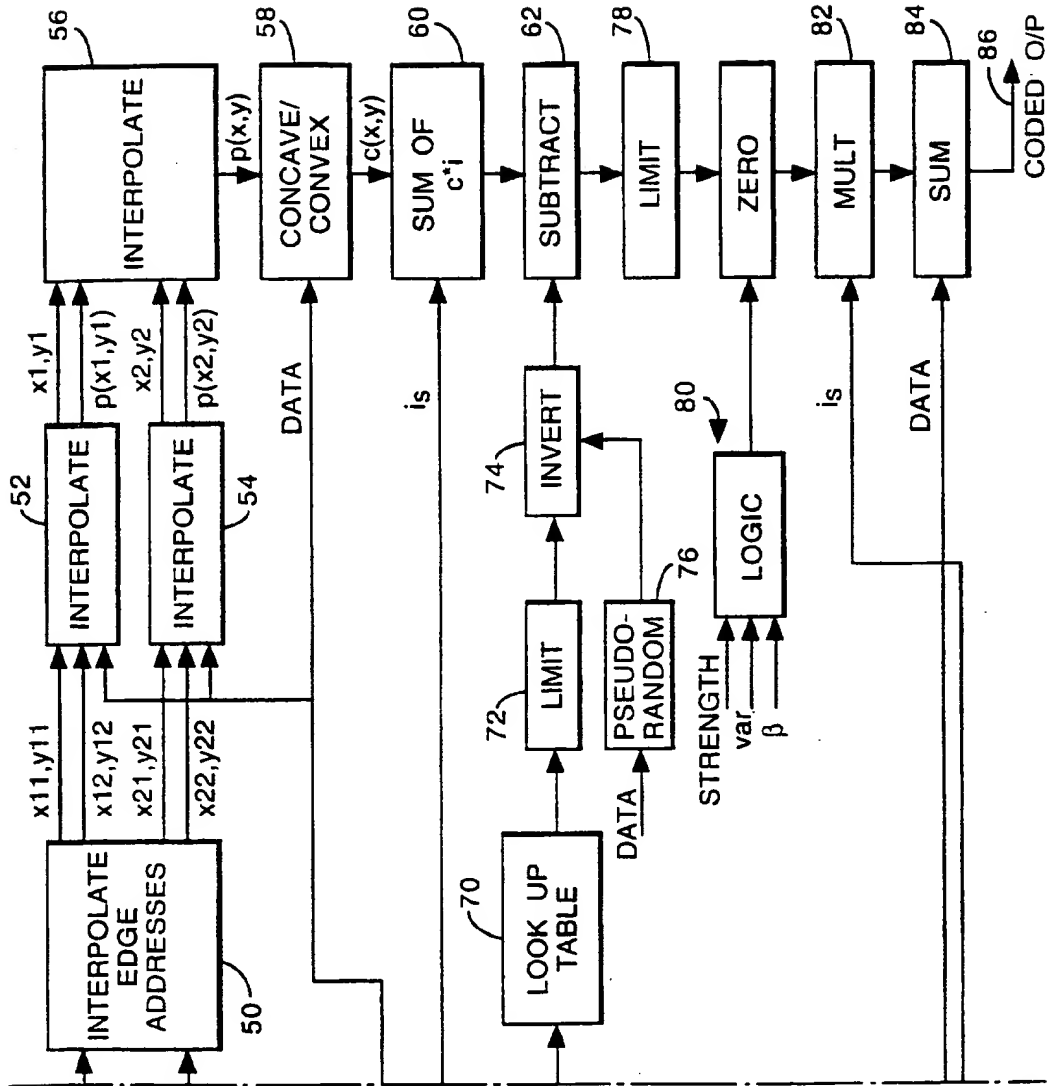 INTERPOLATE
EDGE
ADDRESSES
50
x11,y11
x12,y12
x21,y21
x22,y22
52
INTERPOLATE
INTERPOLATE
54
x1,y1
p(x1,y1)
x2,y2
p(x2,y2)
INTERPOLATE
56
p(x,y)
DATA
CONCAVE/
CONVEX
58
c(x,y)
is
SUM OF
c*i
60
70
LOOK UP
TABLE
72
LIMIT
74
INVERT
SUBTRACT
62
DATA
PSEUDO-
RANDOM
76
LIMIT
78
STRENGTH
var
β
LOGIC
80
ZERO
is
MULT
82
DATA
SUM
84
86
CODED O/P